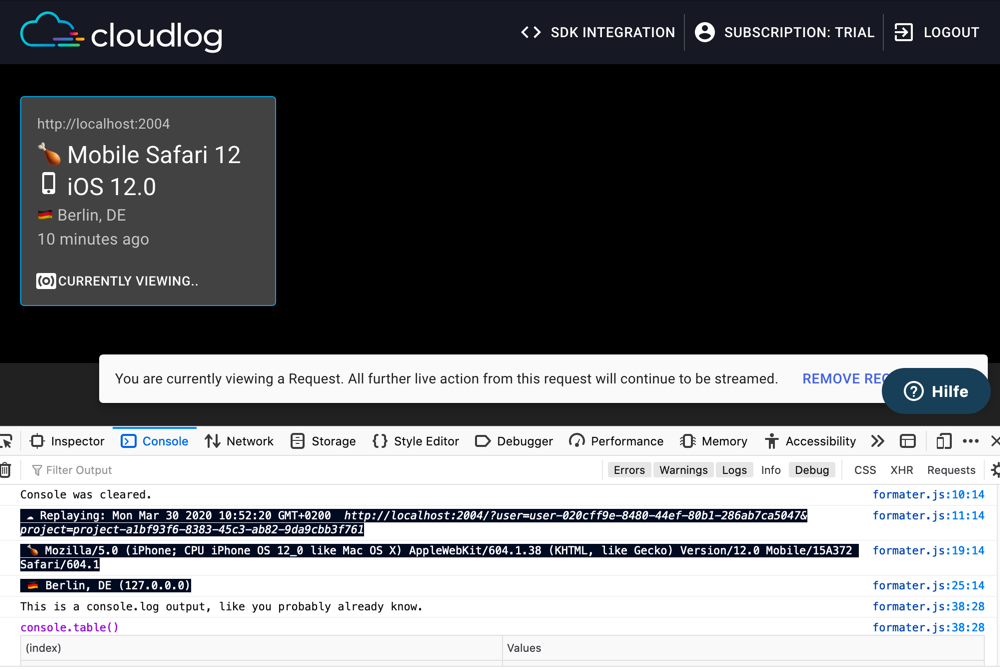 cloudlog
SDK INTEGRATION
SUBSCRIPTION: TRIAL
LOGOUT
http://localhost:2004
Mobile Safari 12
iOS 12.0
Berlin, DE
10 minutes ago
CURRENTLY VIEWING..
You are currently viewing a Request. All further live action from this request will continue to be streamed.
REMOVE
Hilfe
Inspector
Console
Network
Storage
Style Editor
Debugger
Performance
Memory
Accessibility
Filter Output
Errors
Warnings
Logs
Info
Debug
CSS
XHR
Requests
Console was cleared. formater.js:10:14
☁ Replaying: Mon Mar 30 2020 10:52:20 GMT+0200 http://localhost:2004/?user=user-020cff9e-8480-44ef-80b1-286ab7ca5047& formater.js:11:14
project=project-a1bf93f6-8383-45c3-ab82-9da9cbb3f761
🍗 Mozilla/5.0 (iPhone; CPU iPhone OS 12_0 like Mac OS X) AppleWebKit/604.1.38 (KHTML, like Gecko) Version/12.0 Mobile/15A372 formater.js:19:14
Safari/604.1
🇩🇪 Berlin, DE (127.0.0.0) formater.js:25:14
This is a console.log output, like you probably already know. formater.js:38:28
console.table() formater.js:38:28
(index) Values